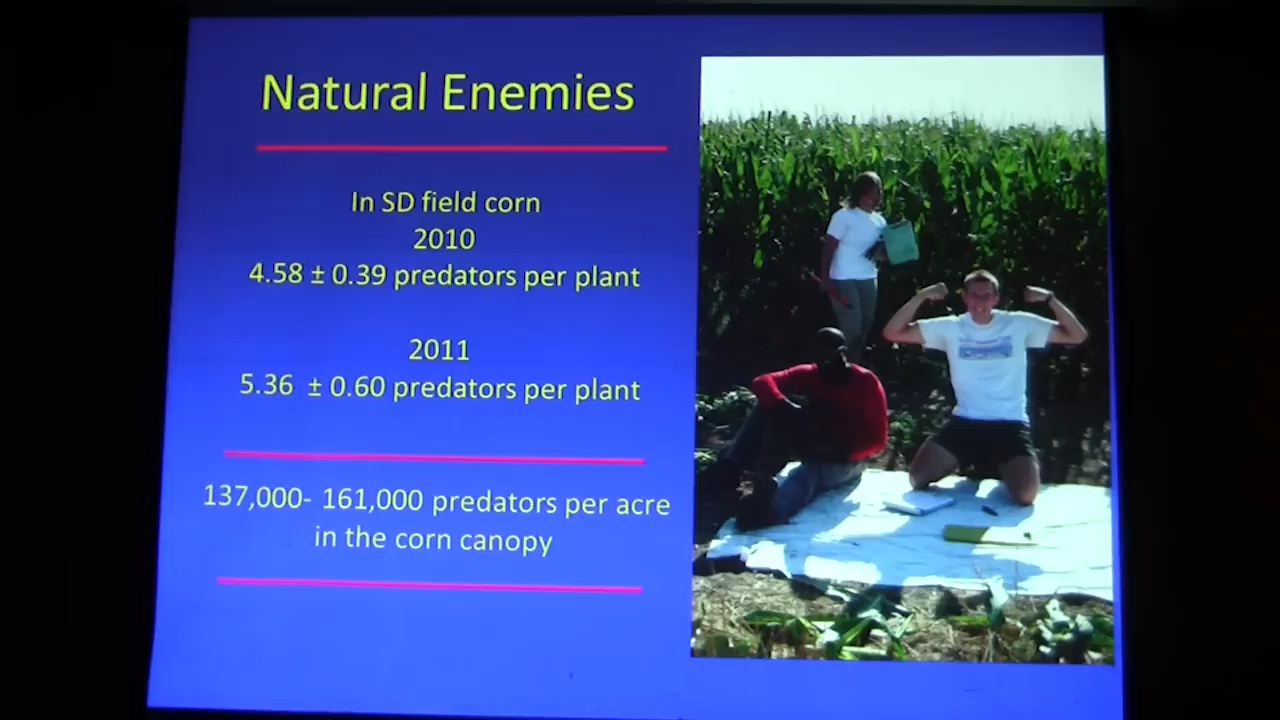 Natural Enemies
In SD field corn
2010
4.58 ± 0.39 predators per plant
2011
5.36 ± 0.60 predators per plant
137,000- 161,000 predators per acre
in the corn canopy